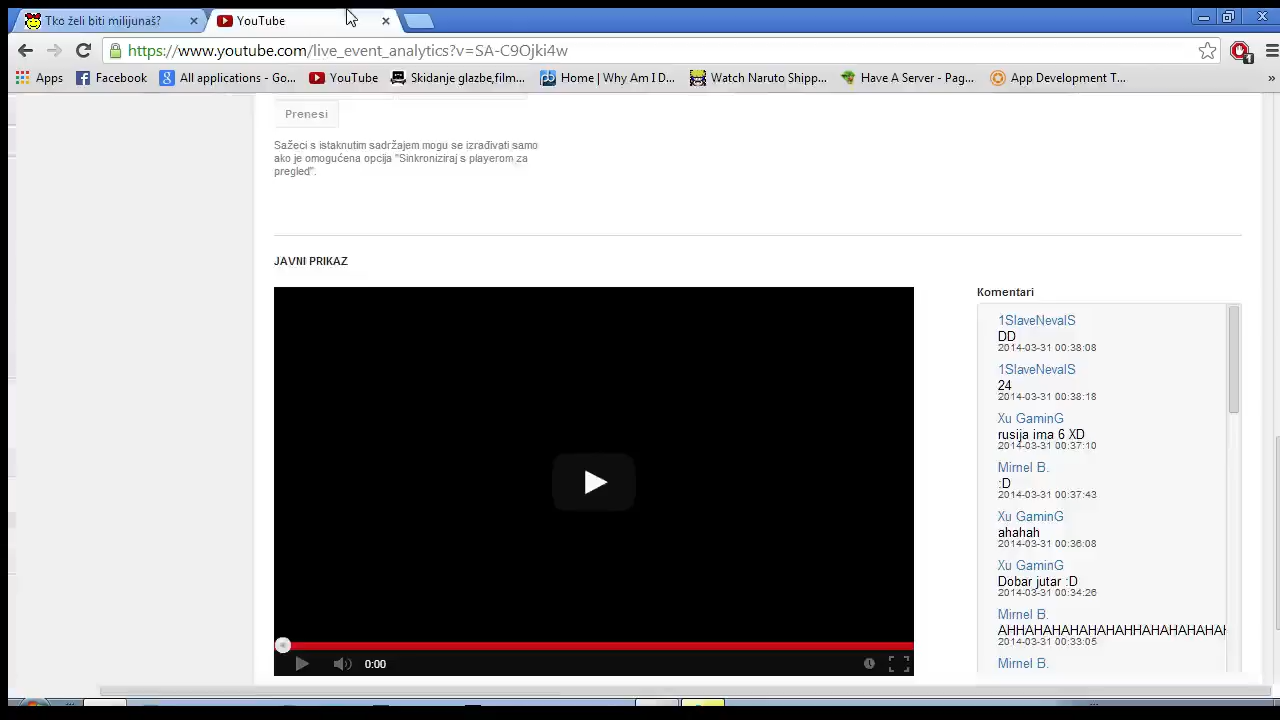 Tko želi biti milijunaš?
YouTube
https://www.youtube.com/live_event_analytics?v=SA-C9Ojki4w
Apps
Facebook
All applications - Go...
YouTube
Skidanje glazbe,film...
Home | Why Am I D...
Watch Naruto Shipp...
Have A Server - Pag...
App Development T...
»
Prenesi
Sažeci s istaknutim sadržajem mogu se izrađivati samo
ako je omogućena opcija "Sinkroniziraj s playerom za
pregled".
JAVNI PRIKAZ
Komentari
1SlaveNevalS
DD
2014-03-31 00:38:08
1SlaveNevalS
24
2014-03-31 00:38:18
Xu GaminG
rusija ima 6 XD
2014-03-31 00:37:10
Mirnel B.
:D
2014-03-31 00:37:43
Xu GaminG
ahahah
2014-03-31 00:36:08
Xu GaminG
Dobar jutar :D
2014-03-31 00:34:26
Mirnel B.
AHHAHAHAHAHAHHAHAHAHAHAH
2014-03-31 00:33:05
Mirnel B.
0:00